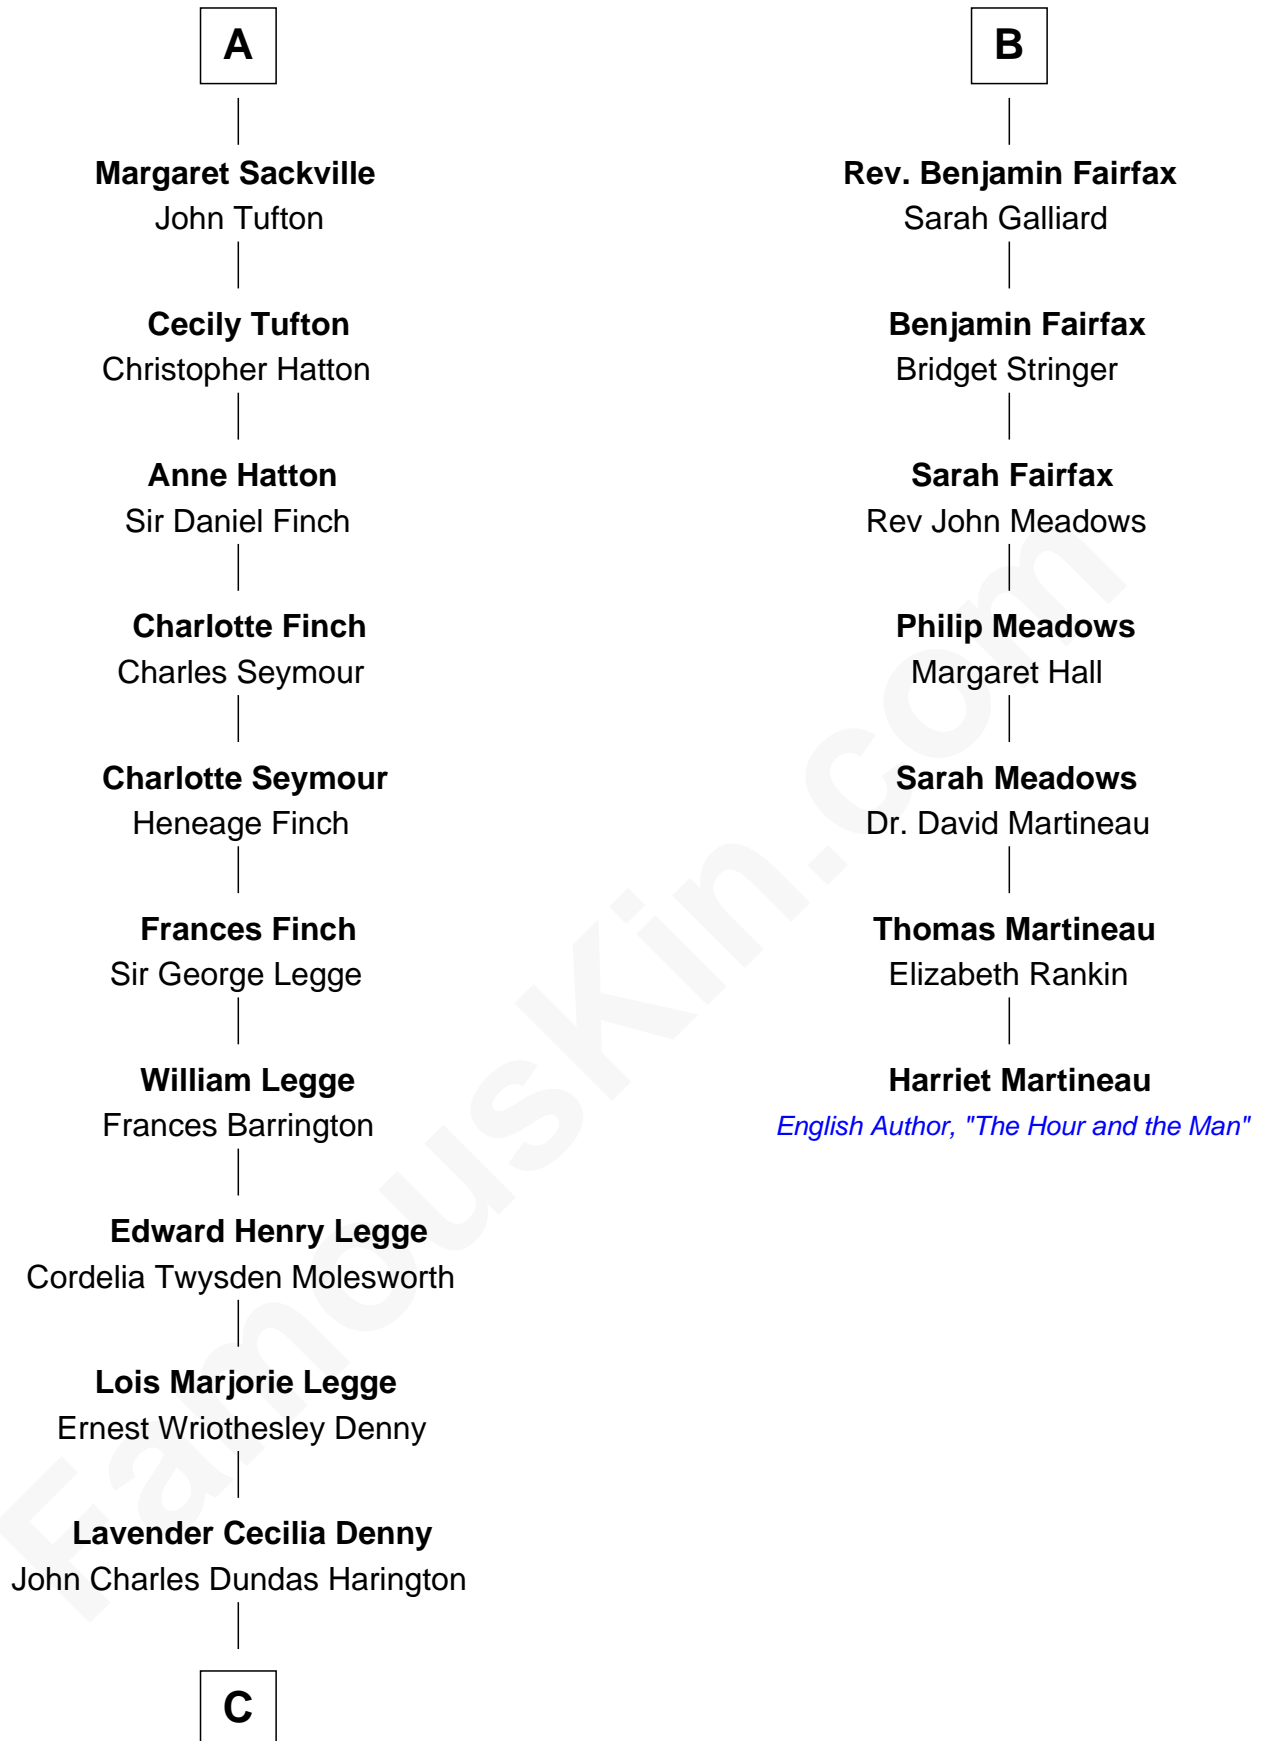 A
Margaret Sackville
John Tufton
Cecily Tufton
Christopher Hatton
Anne Hatton
Sir Daniel Finch
Charlotte Finch
Charles Seymour
Charlotte Seymour
Heneage Finch
Frances Finch
Sir George Legge
William Legge
Frances Barrington
Edward Henry Legge
Cordelia Twysden Molesworth
Lois Marjorie Legge
Ernest Wriothesley Denny
Lavender Cecilia Denny
John Charles Dundas Harington
C
B
Rev. Benjamin Fairfax
Sarah Galliard
Benjamin Fairfax
Bridget Stringer
Sarah Fairfax
Rev John Meadows
Philip Meadows
Margaret Hall
Sarah Meadows
Dr. David Martineau
Thomas Martineau
Elizabeth Rankin
Harriet Martineau
English Author, "The Hour and the Man"
FamousKin.com